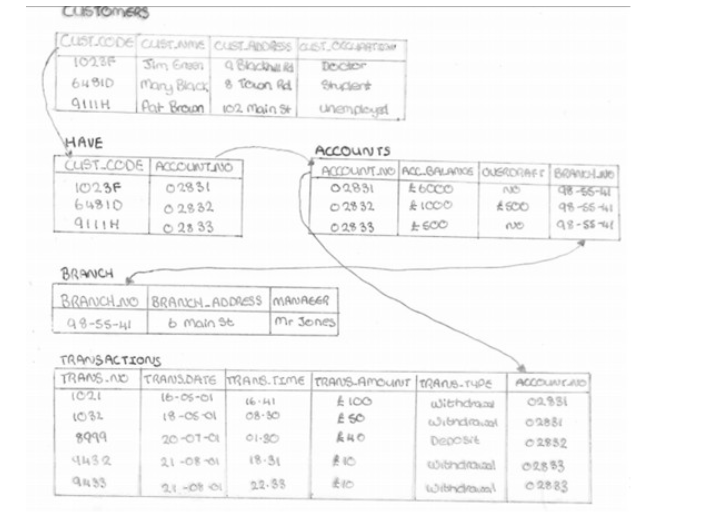 CUSTOMERS
CUST_CODE CUST_NAME CUST_ADDRESS CUST_OCCUPATION
1023F Jim Green 9 Blackhill Rd Doctor
6481D Mary Black 8 Town Rd Student
9111H Pat Brown 102 Main St unemployed
HAVE
CUST_CODE ACCOUNT_NO
1023F 02831
6481D 02832
9111H 02833
ACCOUNTS
ACCOUNT_NO ACC_BALANCE OVERDRAFT BRANCH_NO
02831 £6000 NO 98-55-41
02832 £1000 £500 98-55-41
02833 £500 NO 98-55-41
BRANCH
BRANCH_NO BRANCH_ADDRESS MANAGER
98-55-41 6 Main St Mr Jones
TRANSACTIONS
TRANS_NO TRANS_DATE TRANS_TIME TRANS_AMOUNT TRANS_TYPE ACCOUNT_NO
1021 16-05-01 16.41 £100 withdrawal 02831
1032 18-05-01 08.30 £50 withdrawal 02831
8999 20-07-01 01.30 £40 Deposit 02832
9432 21-08-01 18.31 £10 withdrawal 02833
9433 21-08-01 22.33 £10 withdrawal 02833